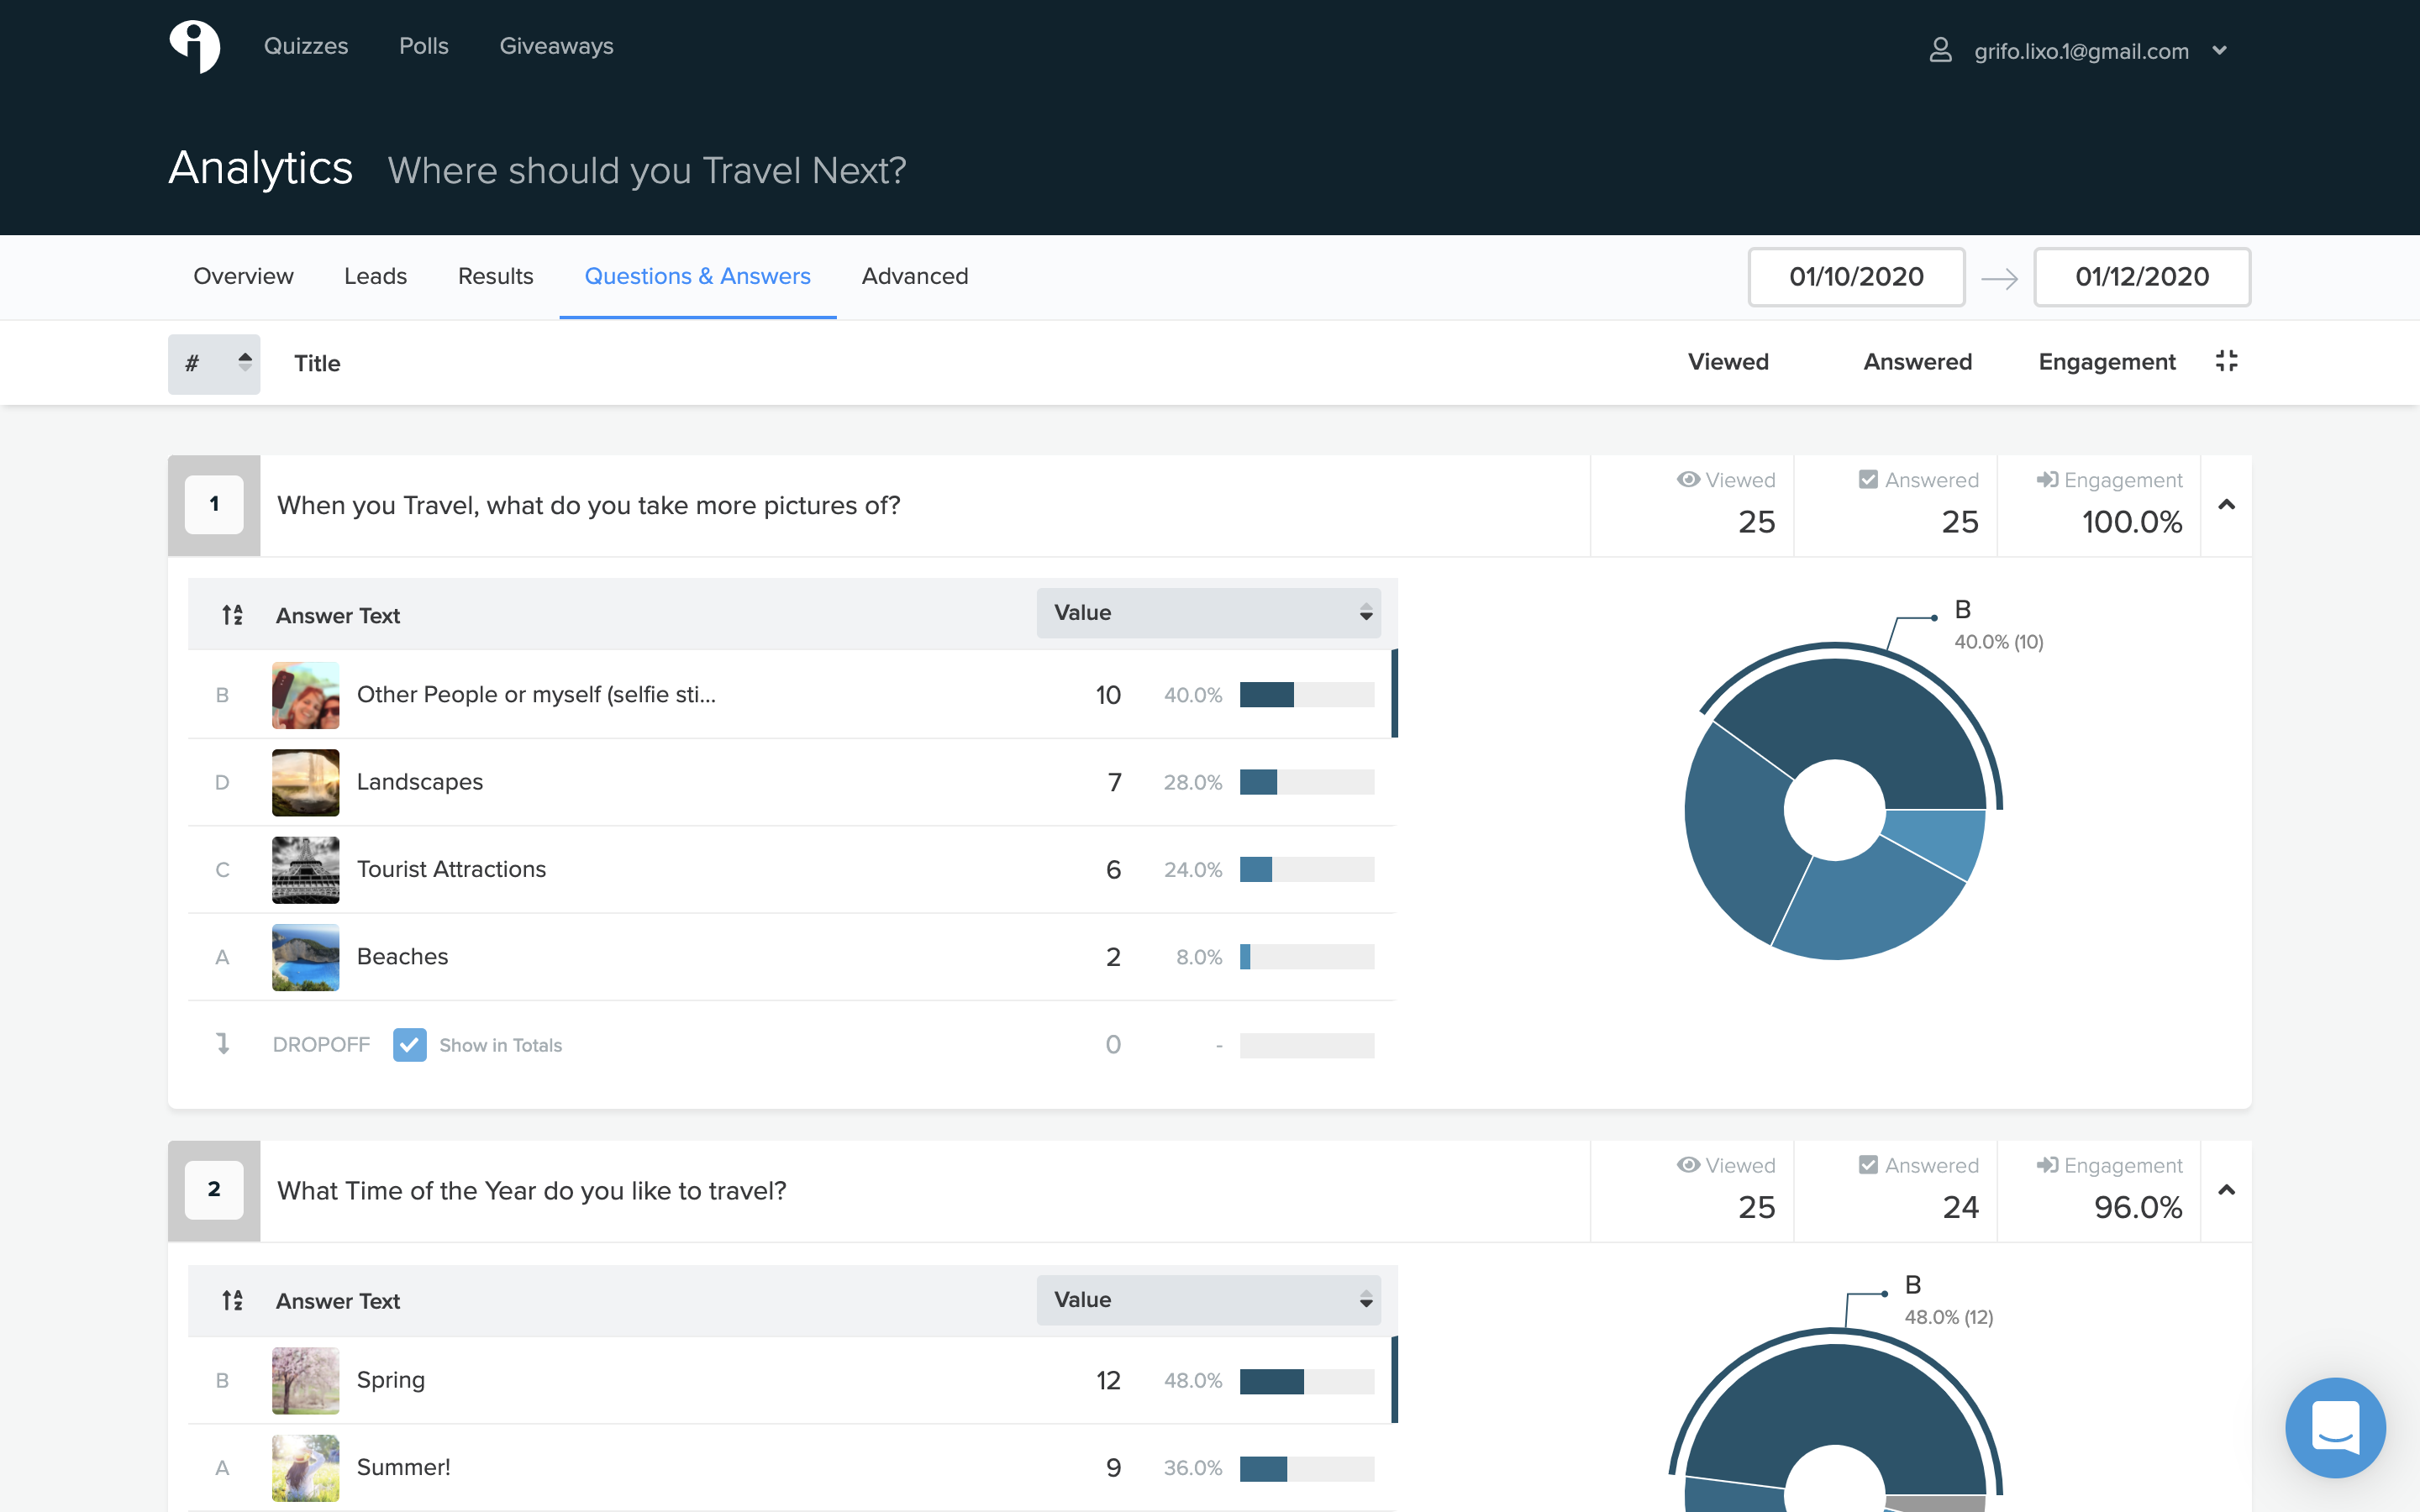 Quizzes Polls Giveaways grifo.lixo.1@gmail.com
Analytics Where should you Travel Next?
Overview Leads Results Questions & Answers Advanced 01/10/2020 01/12/2020
# Title Viewed Answered Engagement
1 When you Travel, what do you take more pictures of? Viewed 25 Answered 25 Engagement 100.0%
Answer Text Value
B Other People or myself (selfie sti... 10 40.0%
D Landscapes 7 28.0%
C Tourist Attractions 6 24.0%
A Beaches 2 8.0%
DROPOFF Show in Totals 0 -
B
40.0% (10)
2 What Time of the Year do you like to travel? Viewed 25 Answered 24 Engagement 96.0%
Answer Text Value
B Spring 12 48.0%
A Summer! 9 36.0%
B
48.0% (12)